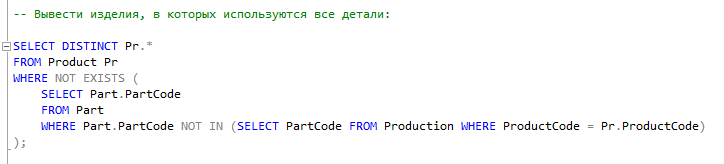 -- Вывести изделия, в которых используются все детали:
SELECT DISTINCT Pr.*
FROM Product Pr
WHERE NOT EXISTS (
SELECT Part.PartCode
FROM Part
WHERE Part.PartCode NOT IN (SELECT PartCode FROM Production WHERE ProductCode = Pr.ProductCode)
);